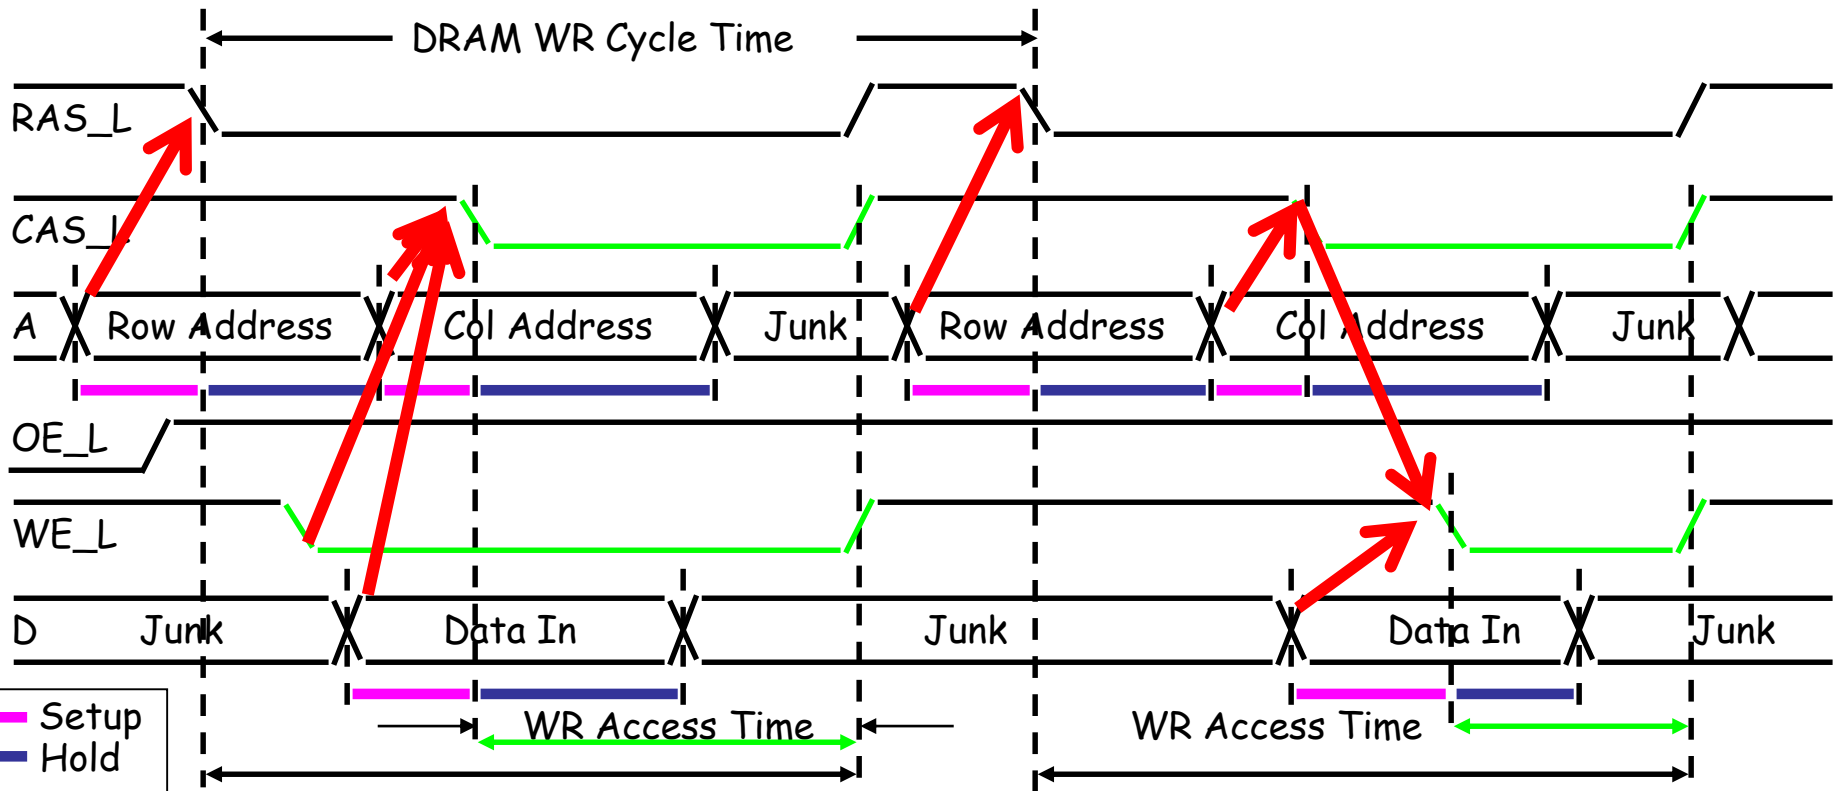 DRAM WR Cycle Time
RAS_L
CAS_L
A Row Address Col Address Junk Row Address Col Address Junk
OE_L
WE_L
D Junk Data In Junk Data In Junk
Setup WR Access Time WR Access Time
Hold